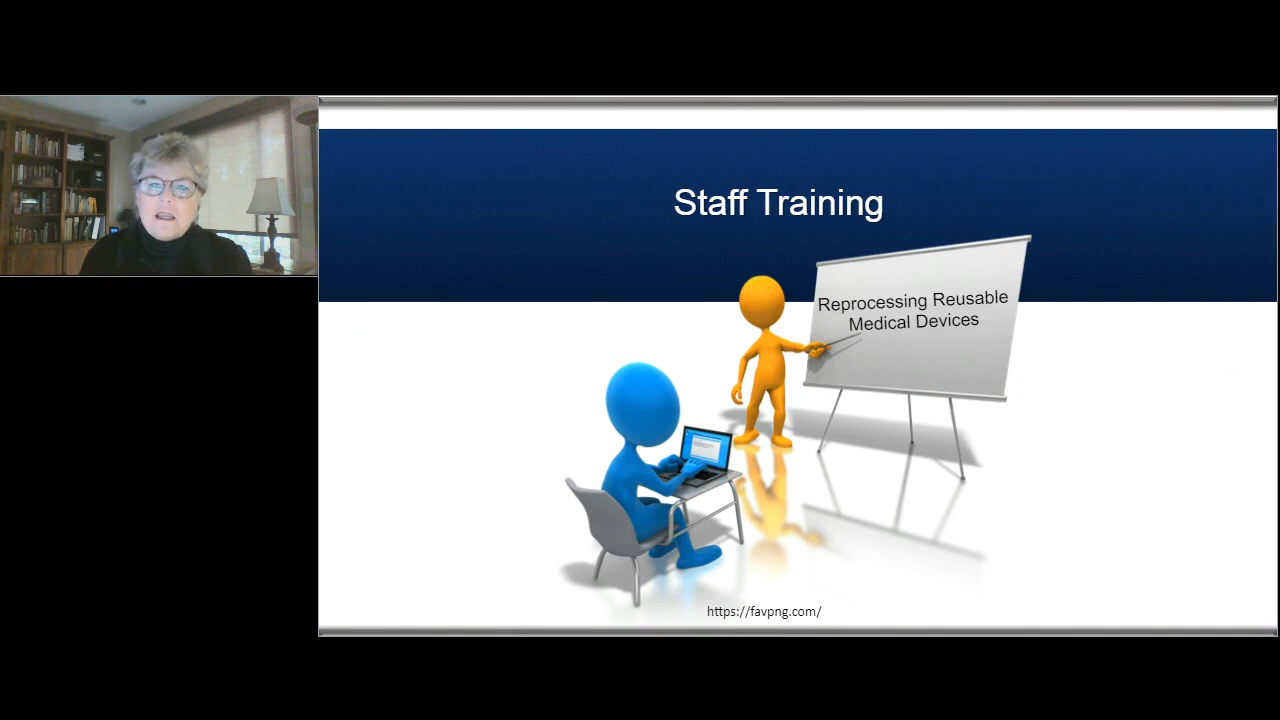 Staff Training
Reprocessing Reusable
Medical Devices
https://favpng.com/